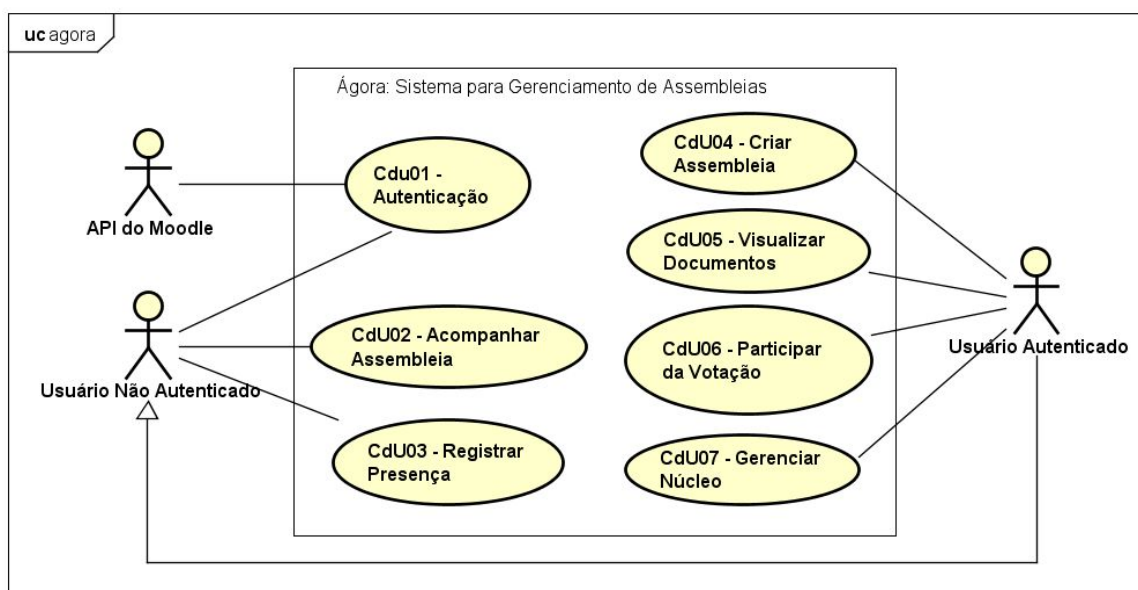 uc agora
Ágora: Sistema para Gerenciamento de Assembleias
API do Moodle
Cdu01 -
Autenticação
Usuário Não Autenticado
CdU02 - Acompanhar
Assembleia
CdU03 - Registrar
Presença
CdU04 - Criar
Assembleia
CdU05 - Visualizar
Documentos
CdU06 - Participar
da Votação
CdU07 - Gerenciar
Núcleo
Usuário Autenticado